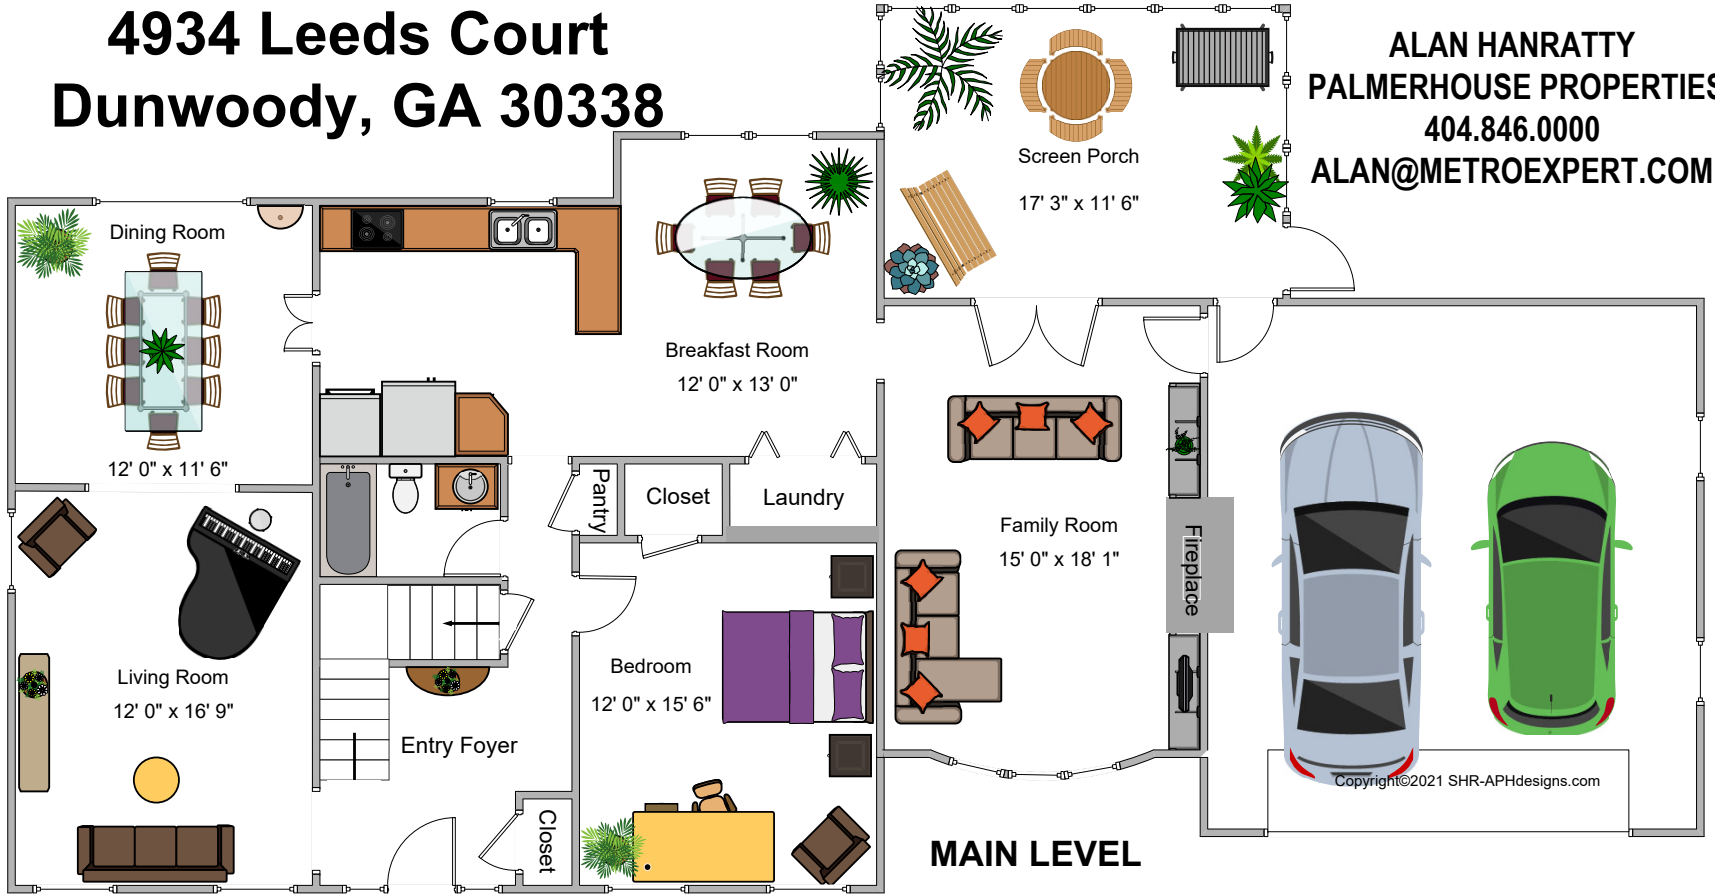 4934 Leeds Court
Dunwoody, GA 30338
ALAN HANRATTY
PALMERHOUSE PROPERTIES
404.846.0000
ALAN@METROEXPERT.COM
Screen Porch
17' 3" x 11' 6"
Dining Room
12' 0" x 11' 6"
Breakfast Room
12' 0" x 13' 0"
Pantry
Closet
Laundry
Family Room
15' 0" x 18' 1"
Fireplace
Living Room
12' 0" x 16' 9"
Bedroom
12' 0" x 15' 6"
Entry Foyer
Closet
Copyright©2021 SHR-APHdesigns.com
MAIN LEVEL